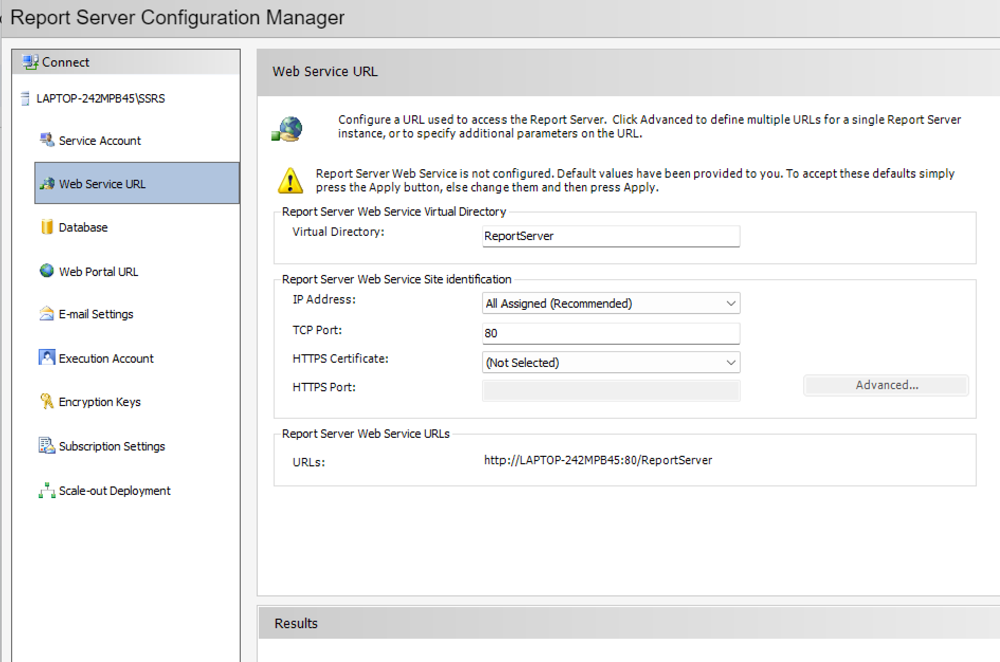 Report Server Configuration Manager
Connect
LAPTOP-242MPB45\SSRS
Service Account
Web Service URL
Database
Web Portal URL
E-mail Settings
Execution Account
Encryption Keys
Subscription Settings
Scale-out Deployment
Web Service URL
Configure a URL used to access the Report Server.  Click Advanced to define multiple URLs for a single Report Server
instance, or to specify additional parameters on the URL.
Report Server Web Service is not configured. Default values have been provided to you. To accept these defaults simply
press the Apply button, else change them and then press Apply.
Report Server Web Service Virtual Directory
Virtual Directory: ReportServer
Report Server Web Service Site identification
IP Address: All Assigned (Recommended)
TCP Port: 80
HTTPS Certificate: (Not Selected)
HTTPS Port:
Advanced...
Report Server Web Service URLs
URLs: http://LAPTOP-242MPB45:80/ReportServer
Results